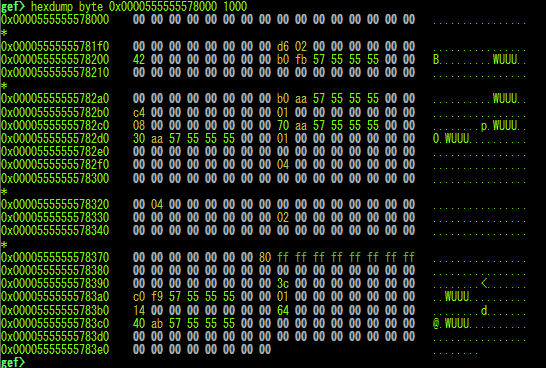 gef> hexdump byte 0x0000555555578000 1000
0x0000555555578000 00 00 00 00 00 00 00 00 00 00 00 00 00 00 00 00 ................
*
0x00005555555781f0 00 00 00 00 00 00 00 00 d6 02 00 00 00 00 00 00 ................
0x0000555555578200 42 00 00 00 00 00 00 00 b0 fb 57 55 55 55 00 00 B.........WUUU..
0x0000555555578210 00 00 00 00 00 00 00 00 00 00 00 00 00 00 00 00 ................
*
0x00005555555782a0 00 00 00 00 00 00 00 00 b0 aa 57 55 55 55 00 00 ..........WUUU..
0x00005555555782b0 c4 00 00 00 00 00 00 00 01 00 00 00 00 00 00 00 ................
0x00005555555782c0 08 00 00 00 00 00 00 00 70 aa 57 55 55 55 00 00 ........p.WUUU..
0x00005555555782d0 30 aa 57 55 55 55 00 00 01 00 00 00 00 00 00 00 0.WUUU..........
0x00005555555782e0 00 00 00 00 00 00 00 00 00 00 00 00 00 00 00 00 ................
0x00005555555782f0 00 00 00 00 00 00 00 00 04 00 00 00 00 00 00 00 ................
0x0000555555578300 00 00 00 00 00 00 00 00 00 00 00 00 00 00 00 00 ................
*
0x0000555555578320 00 04 00 00 00 00 00 00 00 00 00 00 00 00 00 00 ................
0x0000555555578330 00 00 00 00 00 00 00 00 02 00 00 00 00 00 00 00 ................
0x0000555555578340 00 00 00 00 00 00 00 00 00 00 00 00 00 00 00 00 ................
*
0x0000555555578370 00 00 00 00 00 00 00 80 ff ff ff ff ff ff ff ff ................
0x0000555555578380 00 00 00 00 00 00 00 00 00 00 00 00 00 00 00 00 ................
0x0000555555578390 00 00 00 00 00 00 00 00 3c 00 00 00 00 00 00 00 ........<.......
0x00005555555783a0 c0 f9 57 55 55 55 00 00 01 00 00 00 00 00 00 00 ..WUUU..........
0x00005555555783b0 14 00 00 00 00 00 00 00 64 00 00 00 00 00 00 00 ........d.......
0x00005555555783c0 40 ab 57 55 55 55 00 00 00 00 00 00 00 00 00 00 @.WUUU..........
0x00005555555783d0 00 00 00 00 00 00 00 00 00 00 00 00 00 00 00 00 ................
0x00005555555783e0 00 00 00 00 00 00 00 00 ........
gef>